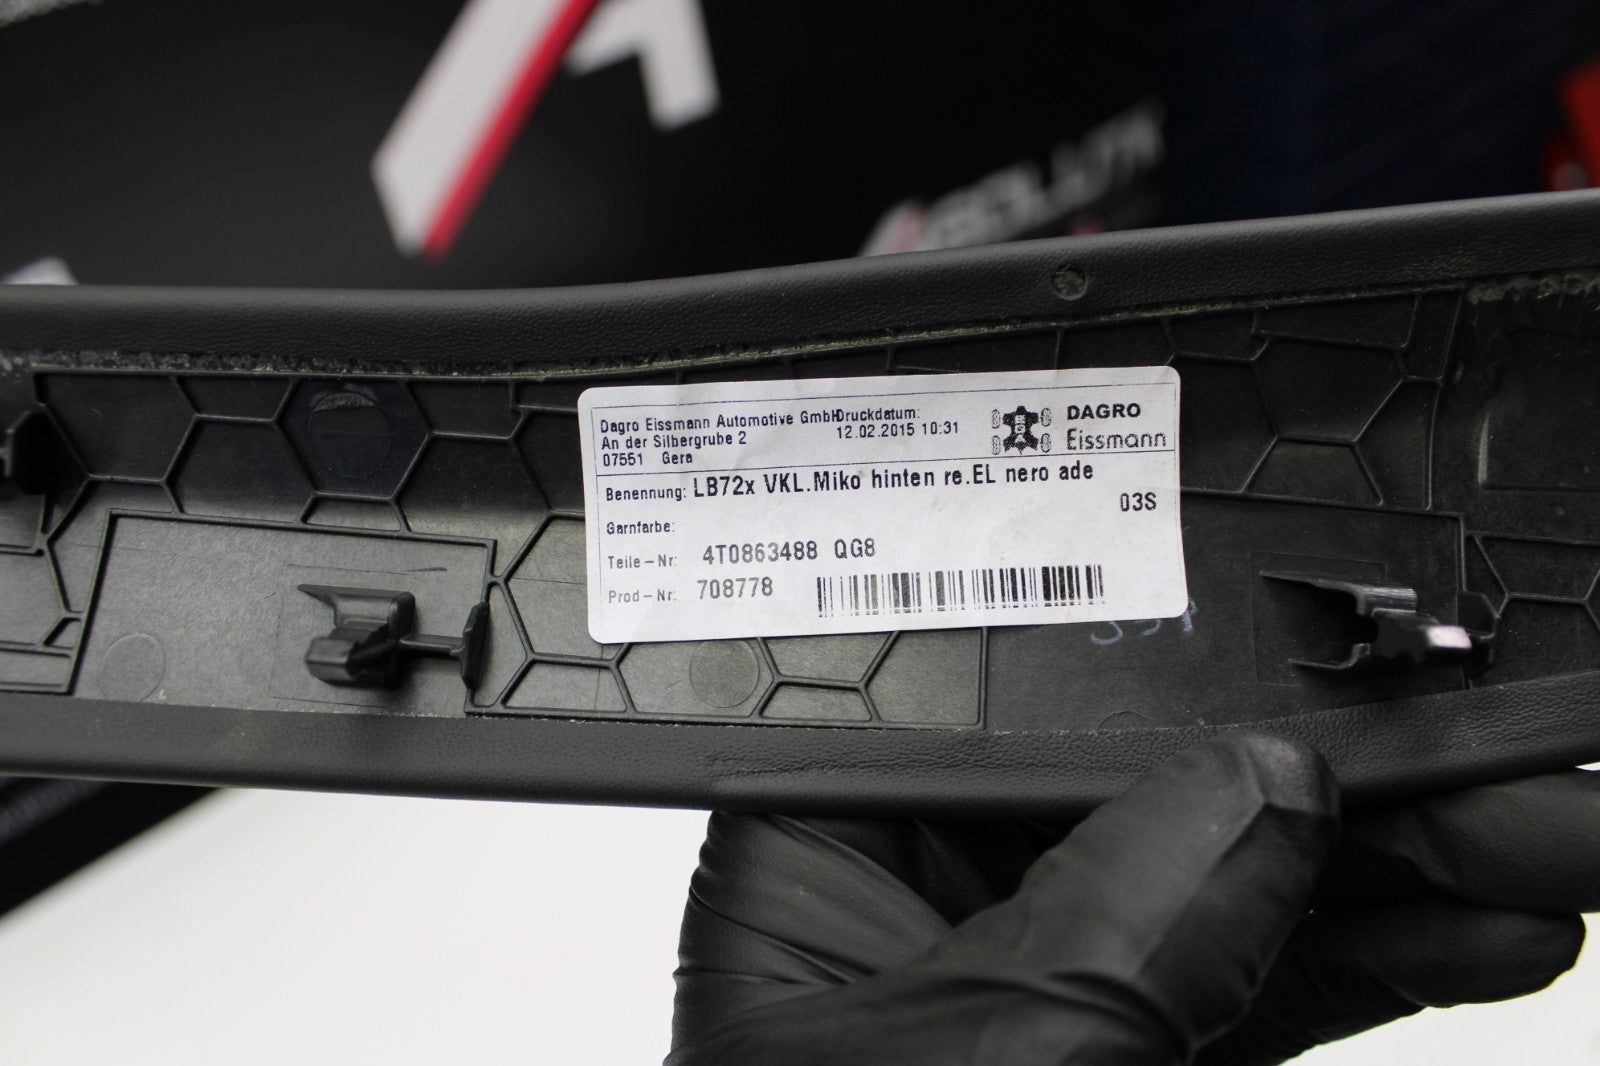 ABSOLUTE
Dagro Eissmann Automotive GmbH Druckdatum:
An der Silbergrube 2 12.02.2015 10:31
07551 Gera
DAGRO
Eissmann
Benennung: LB72x VKL.Miko hinten re.EL nero ade
03S
Garnfarbe:
Teile-Nr: 4T0863488 QG8
Prod-Nr: 708778